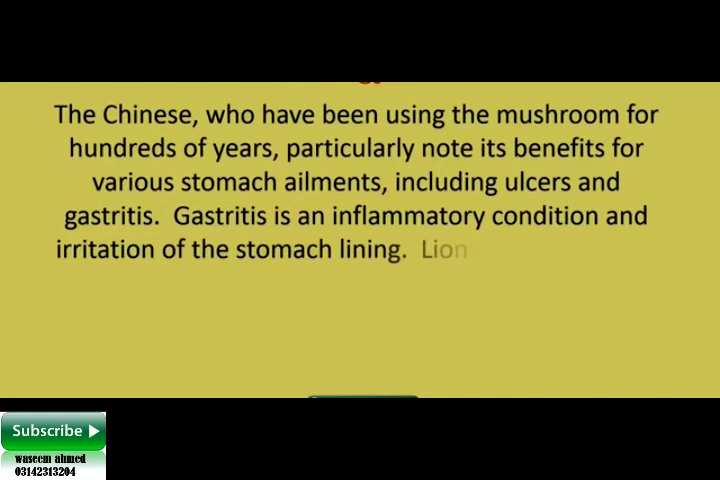 The Chinese, who have been using the mushroom for
hundreds of years, particularly note its benefits for
various stomach ailments, including ulcers and
gastritis.  Gastritis is an inflammatory condition and
irritation of the stomach lining.  Lion
Subscribe
waseem ahmed
03142313204